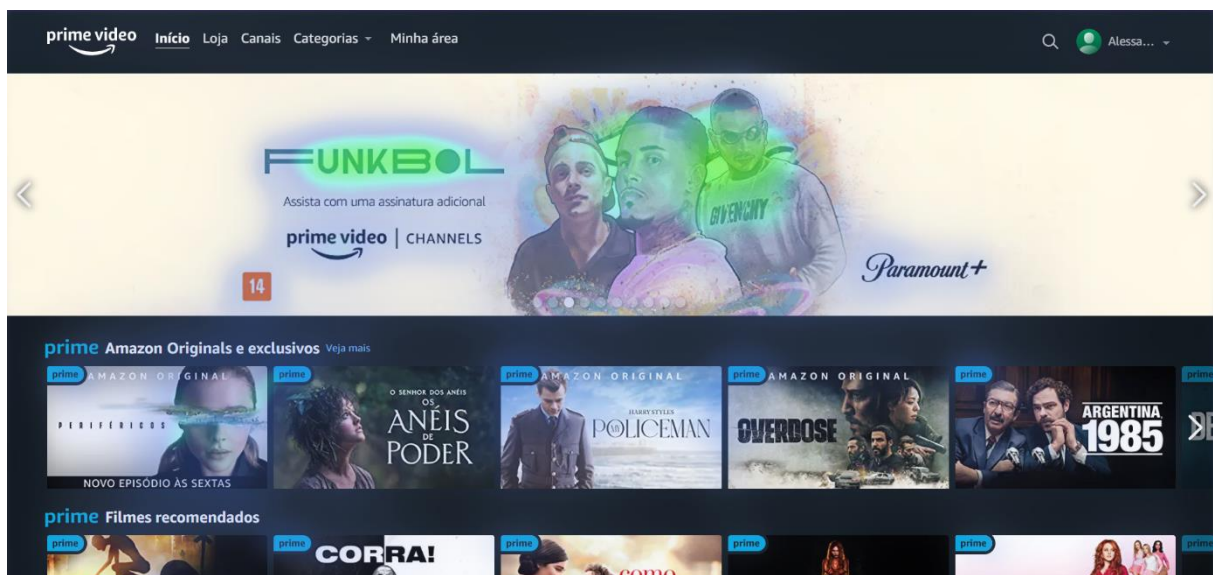 prime video Início Loja Canais Categorias Minha área Alessa...
FUNKBOL
Assista com uma assinatura adicional
prime video | CHANNELS
GIVENCHY
Paramount+
14
prime Amazon Originals e exclusivos Veja mais
prime AMAZON ORIGINAL
PERIFÉRICOS
NOVO EPISÓDIO ÀS SEXTAS
prime
O SENHOR DOS ANÉIS
OS
ANÉIS
DE
PODER
prime AMAZON ORIGINAL
HARRY STYLES
MY POLICEMAN
prime AMAZON ORIGINAL
OVERDOSE
prime
ARGENTINA
1985
prime
DE
prime Filmes recomendados
prime
prime
CORRA!
prime
como
prime
prime
prime